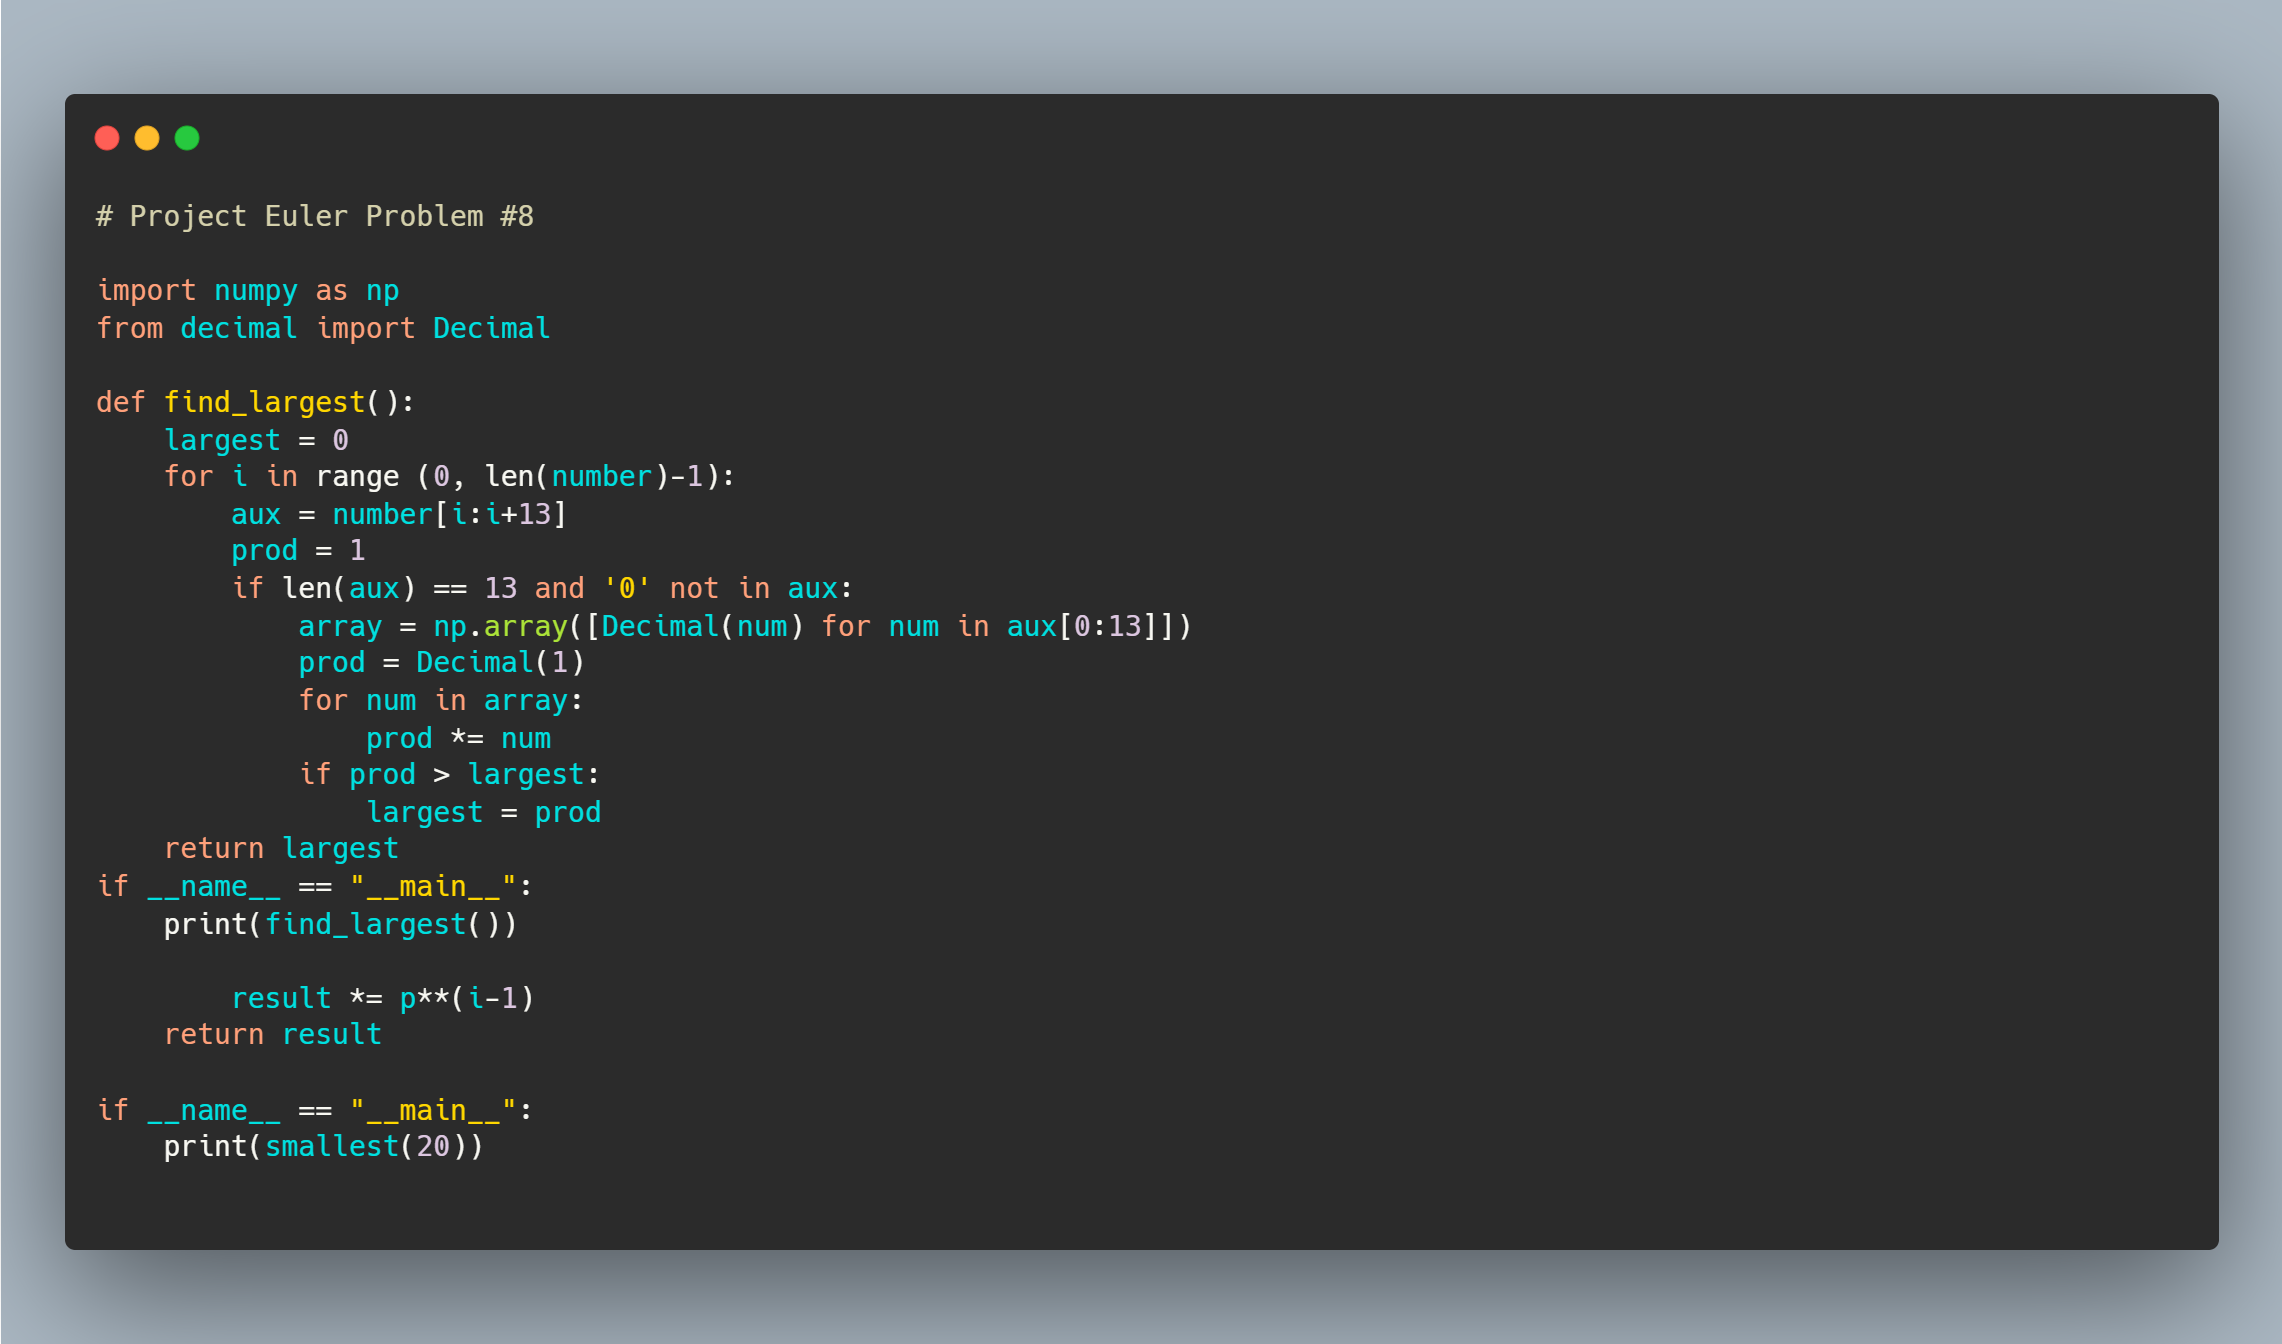 # Project Euler Problem #8

import numpy as np
from decimal import Decimal

def find_largest():
    largest = 0
    for i in range (0, len(number)-1):
        aux = number[i:i+13]
        prod = 1
        if len(aux) == 13 and '0' not in aux:
            array = np.array([Decimal(num) for num in aux[0:13]])
            prod = Decimal(1)
            for num in array:
                prod *= num
            if prod > largest:
                largest = prod
    return largest
if __name__ == "__main__":
    print(find_largest())

        result *= p**(i-1)
    return result

if __name__ == "__main__":
    print(smallest(20))